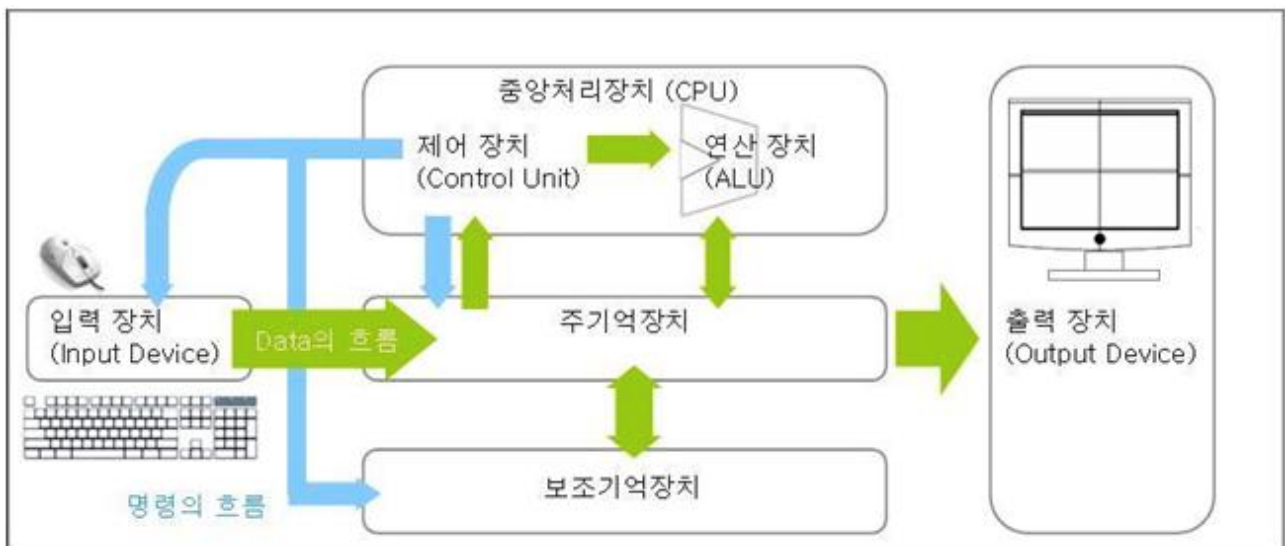 중앙처리장치 (CPU)
제어 장치
(Control Unit)
연산 장치
(ALU)
입력 장치
(Input Device)
Data의 흐름
주기억장치
출력 장치
(Output Device)
보조기억장치
명령의 흐름